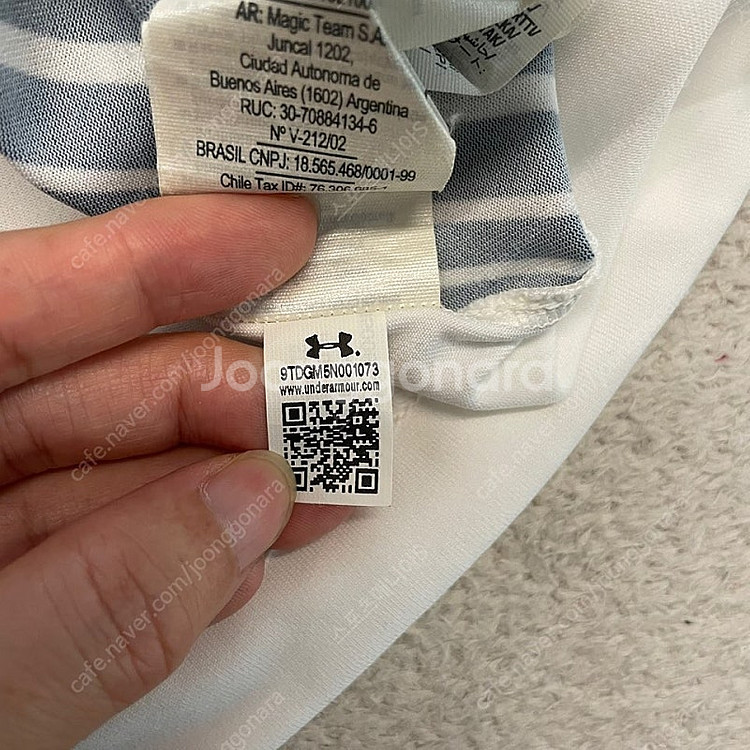 AR: Magic Team S.A.
Juncal 1202,
Ciudad Autonoma de
Buenos Aires (1602) Argentina
RUC: 30-70884134-6
Nº V-212/02
BRASIL CNPJ: 18.565.468/0001-99
Chile Tax ID#:
9TDGM5N001073
www.underarmour.com
Joonggonara
cafe.naver.com/joonggonara